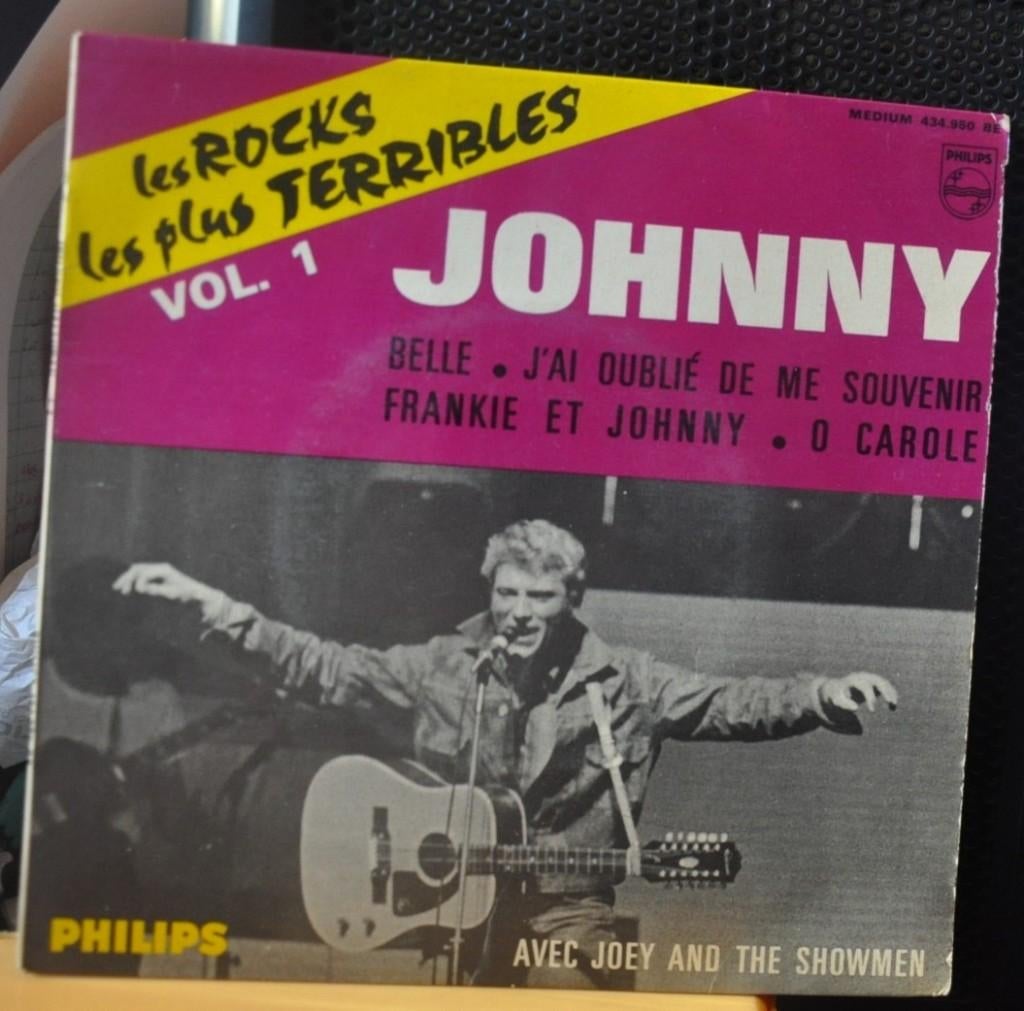 les ROCKS
les plus TERRIBLES
VOL. 1
MEDIUM 434.950 BE
PHILIPS
JOHNNY
BELLE . J'AI OUBLIÉ DE ME SOUVENIR
FRANKIE ET JOHNNY . O CAROLE
PHILIPS
AVEC JOEY AND THE SHOWMEN